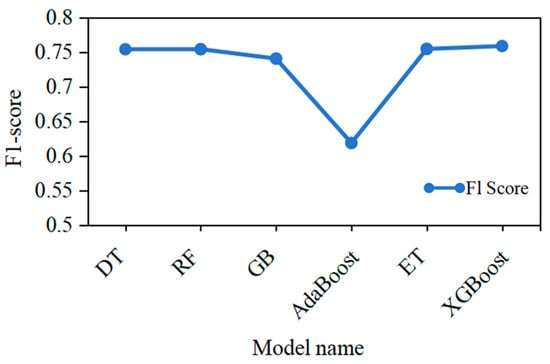 0.8
0.75
0.7
0.65
0.6
0.55
0.5
F1-score
F1 Score
DT
RF
GB
AdaBoost
ET
XGBoost
Model name